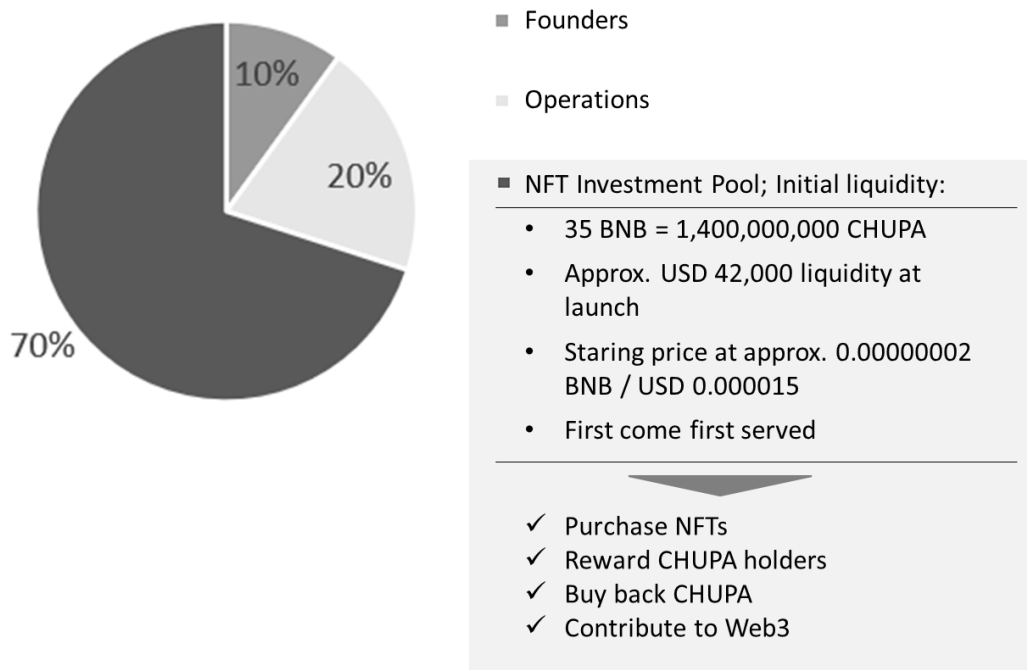 10%
20%
70%
Founders
Operations
NFT Investment Pool; Initial liquidity:
• 35 BNB = 1,400,000,000 CHUPA
• Approx. USD 42,000 liquidity at
launch
• Staring price at approx. 0.00000002
BNB / USD 0.000015
• First come first served
✓ Purchase NFTs
✓ Reward CHUPA holders
✓ Buy back CHUPA
✓ Contribute to Web3